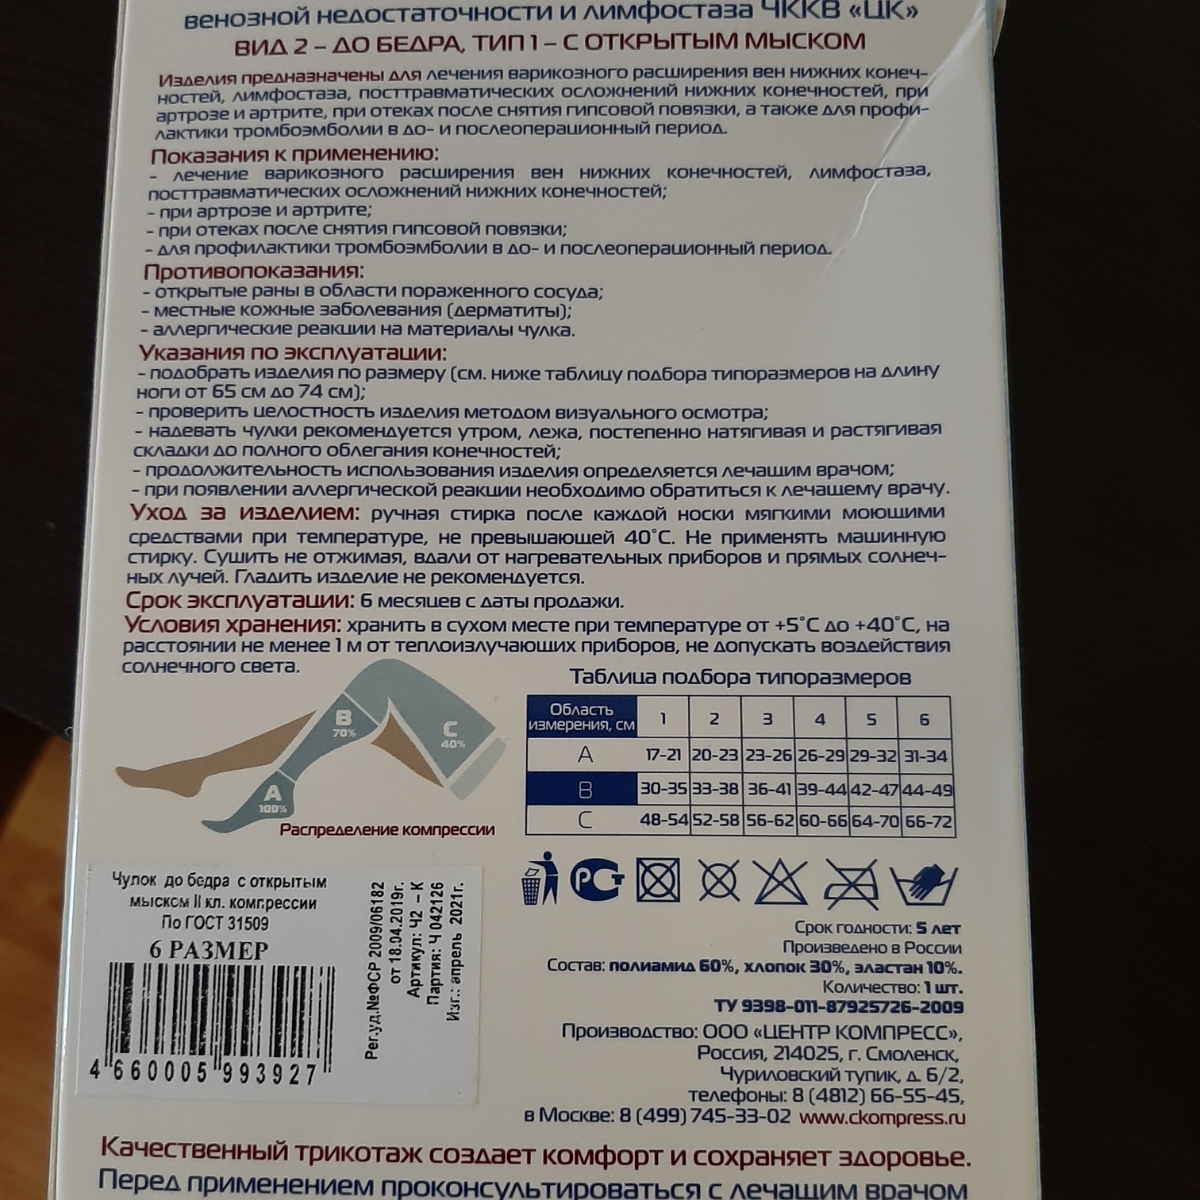 венозной недостаточности и лимфостаза ЧККВ «ЦК»
ВИД 2 – ДО БЕДРА, ТИП 1 – С ОТКРЫТЫМ МЫСКОМ
Изделия предназначены для лечения варикозного расширения вен нижних конеч-
ностей, лимфостаза, посттравматических осложнений нижних конечностей, при
артрозе и артрите, при отеках после снятия гипсовой повязки, а также для профи-
лактики тромбоэмболии в до- и послеоперационный период.
Показания к применению:
- лечение варикозного расширения вен нижних конечностей, лимфостаза,
посттравматических осложнений нижних конечностей;
- при артрозе и артрите;
- при отеках после снятия гипсовой повязки;
- для профилактики тромбоэмболии в до- и послеоперационный период.
Противопоказания:
- открытые раны в области пораженного сосуда;
- местные кожные заболевания (дерматиты);
- аллергические реакции на материалы чулка.
Указания по эксплуатации:
- подобрать изделия по размеру (см. ниже таблицу подбора типоразмеров на длину
ноги от 65 см до 74 см);
- проверить целостность изделия методом визуального осмотра;
- надевать чулки рекомендуется утром, лежа, постепенно натягивая и растягивая
складки до полного облегания конечностей;
- продолжительность использования изделия определяется лечащим врачом;
- при появлении аллергической реакции необходимо обратиться к лечащему врачу.
Уход за изделием: ручная стирка после каждой носки мягкими моющими
средствами при температуре, не превышающей 40°С. Не применять машинную
стирку. Сушить не отжимая, вдали от нагревательных приборов и прямых солнеч-
ных лучей. Гладить изделие не рекомендуется.
Срок эксплуатации: 6 месяцев с даты продажи.
Условия хранения: хранить в сухом месте при температуре от +5°С до +40°С, на
расстоянии не менее 1 м от теплоизлучающих приборов, не допускать воздействия
солнечного света.
B
70%
C
40%
A
100%
Распределение компрессии
Таблица подбора типоразмеров
Область измерения, см 1 2 3 4 5 6
A 17-21 20-23 23-26 26-29 29-32 31-34
B 30-35 33-38 36-41 39-44 42-47 44-49
C 48-54 52-58 56-62 60-66 64-70 66-72
Чулок до бедра с открытым
мыском II кл. компрессии
По ГОСТ 31509
6 РАЗМЕР
4 660005 993927
Рег.уд.№ФСР 2009/06182
от 18.04.2019г.
Артикул: Ч2 – К
Партия: Ч 042126
Изг.: апрель 2021г.
РСТ
Срок годности: 5 лет
Произведено в России
Состав: полиамид 60%, хлопок 30%, эластан 10%.
Количество: 1 шт.
ТУ 9398-011-87925726-2009
Производство: ООО «ЦЕНТР КОМПРЕСС»,
Россия, 214025, г. Смоленск,
Чуриловский тупик, д. 6/2,
телефоны: 8 (4812) 66-55-45,
в Москве: 8 (499) 745-33-02 www.ckompress.ru
Качественный трикотаж создает комфорт и сохраняет здоровье.
Перед применением проконсультироваться с лечащим врачом